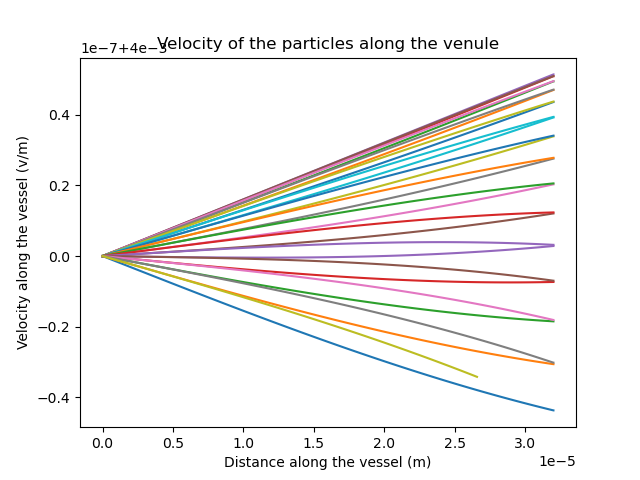 1e−7+4e−3
Velocity of the particles along the venule
Velocity along the vessel (v/m)
0.4
0.2
0.0
−0.2
−0.4
0.0 0.5 1.0 1.5 2.0 2.5 3.0
1e−5
Distance along the vessel (m)